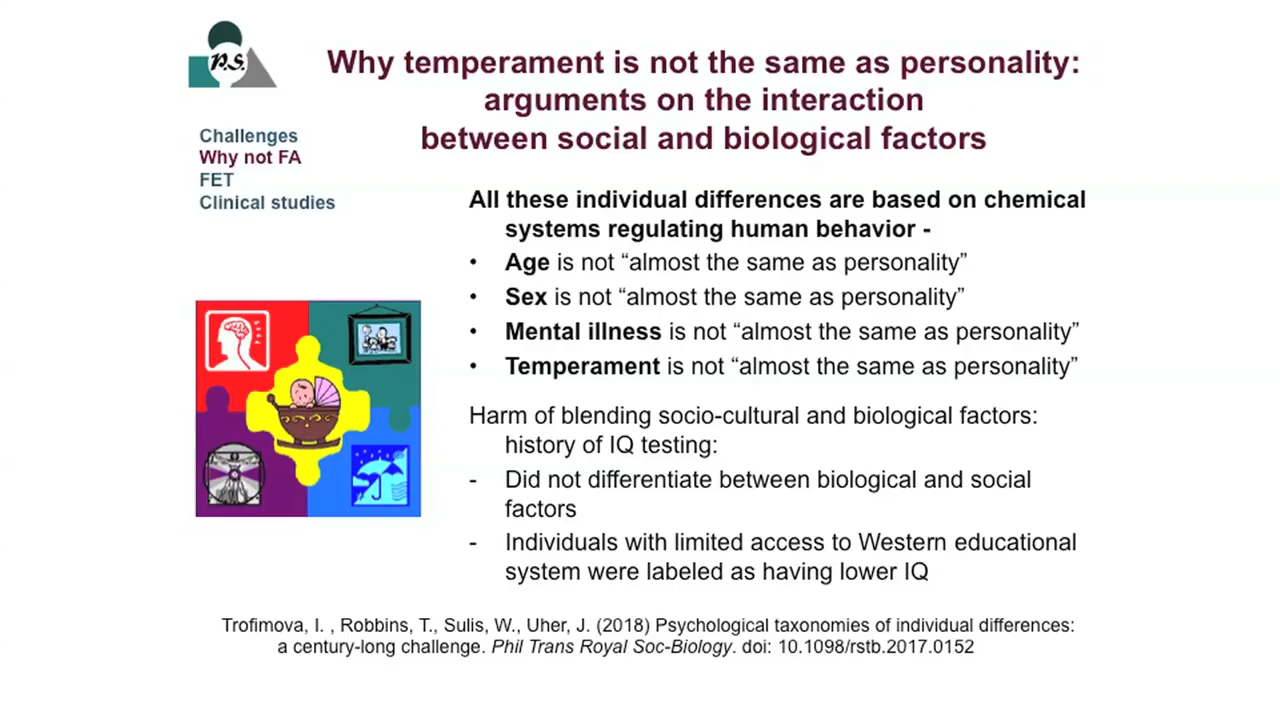 P.S.
Why temperament is not the same as personality:
arguments on the interaction
between social and biological factors
Challenges
Why not FA
FET
Clinical studies
All these individual differences are based on chemical
systems regulating human behavior -
• Age is not “almost the same as personality”
• Sex is not “almost the same as personality”
• Mental illness is not “almost the same as personality”
• Temperament is not “almost the same as personality”
Harm of blending socio-cultural and biological factors:
history of IQ testing:
- Did not differentiate between biological and social
factors
- Individuals with limited access to Western educational
system were labeled as having lower IQ
Trofimova, I. , Robbins, T., Sulis, W., Uher, J. (2018) Psychological taxonomies of individual differences:
a century-long challenge. Phil Trans Royal Soc-Biology. doi: 10.1098/rstb.2017.0152